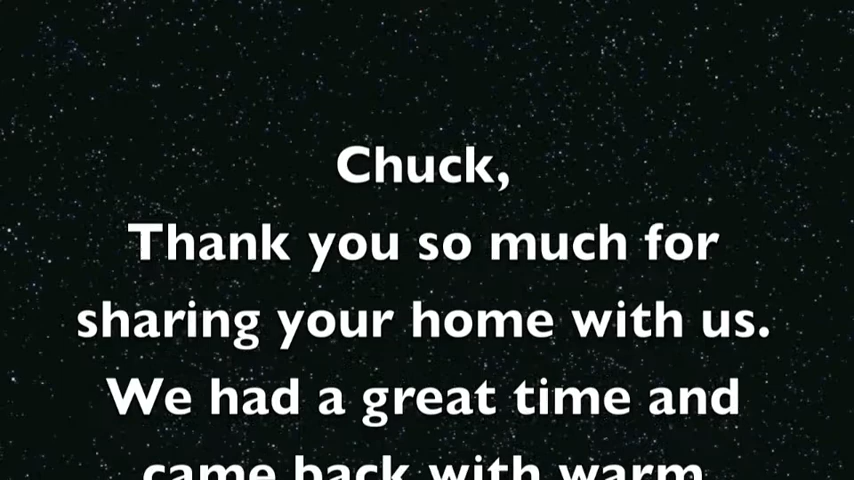 Chuck,
Thank you so much for
sharing your home with us.
We had a great time and
came back with warm